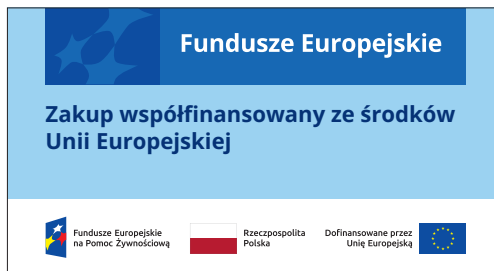 Fundusze Europejskie
Zakup współfinansowany ze środków
Unii Europejskiej
Fundusze Europejskie
na Pomoc Żywnościową
Rzeczpospolita
Polska
Dofinansowane przez
Unię Europejską